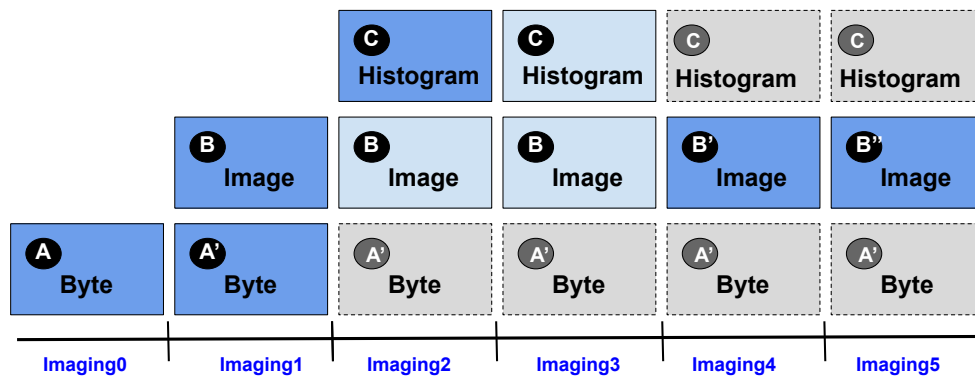 C C C C
Histogram Histogram Histogram Histogram
B B B B' B''
Image Image Image Image Image
A A' A' A' A' A'
Byte Byte Byte Byte Byte Byte
Imaging0 Imaging1 Imaging2 Imaging3 Imaging4 Imaging5